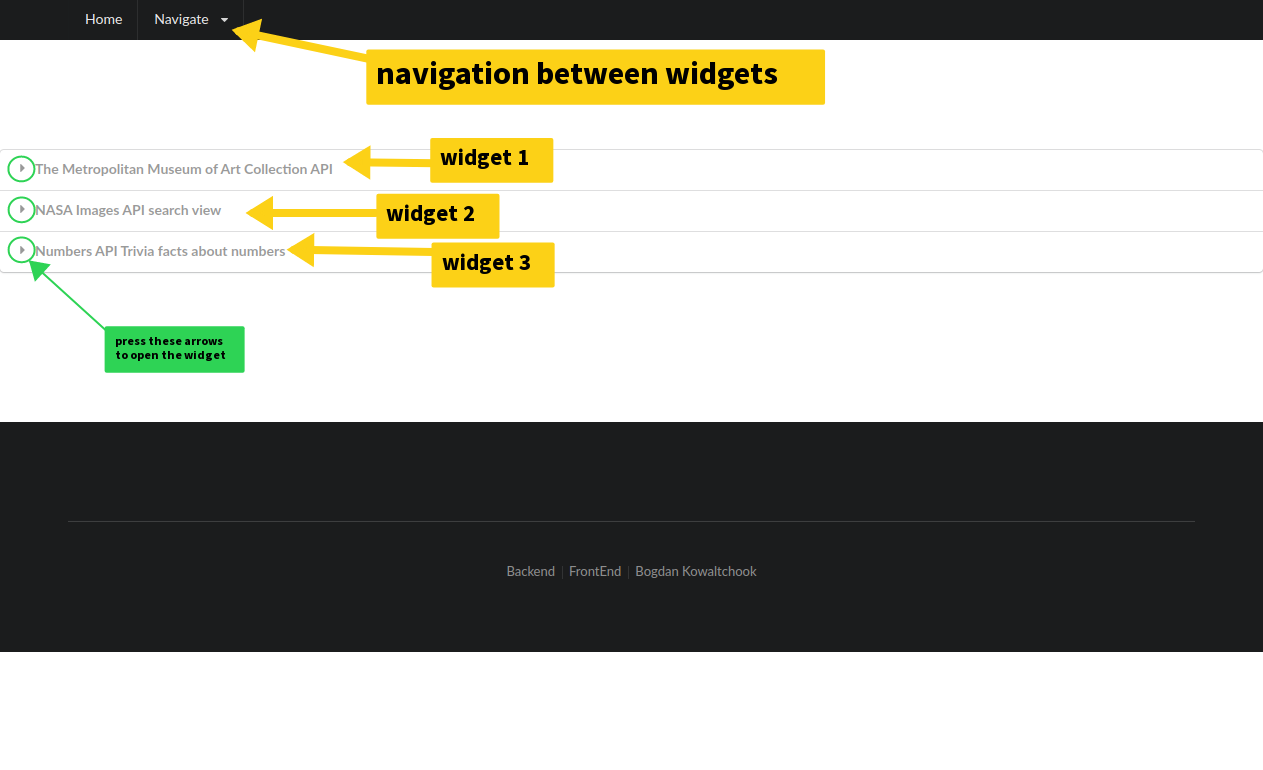 Home Navigate
navigation between widgets
The Metropolitan Museum of Art Collection API
widget 1
NASA Images API search view
widget 2
Numbers API Trivia facts about numbers
widget 3
press these arrows
to open the widget
Backend FrontEnd Bogdan Kowaltchook